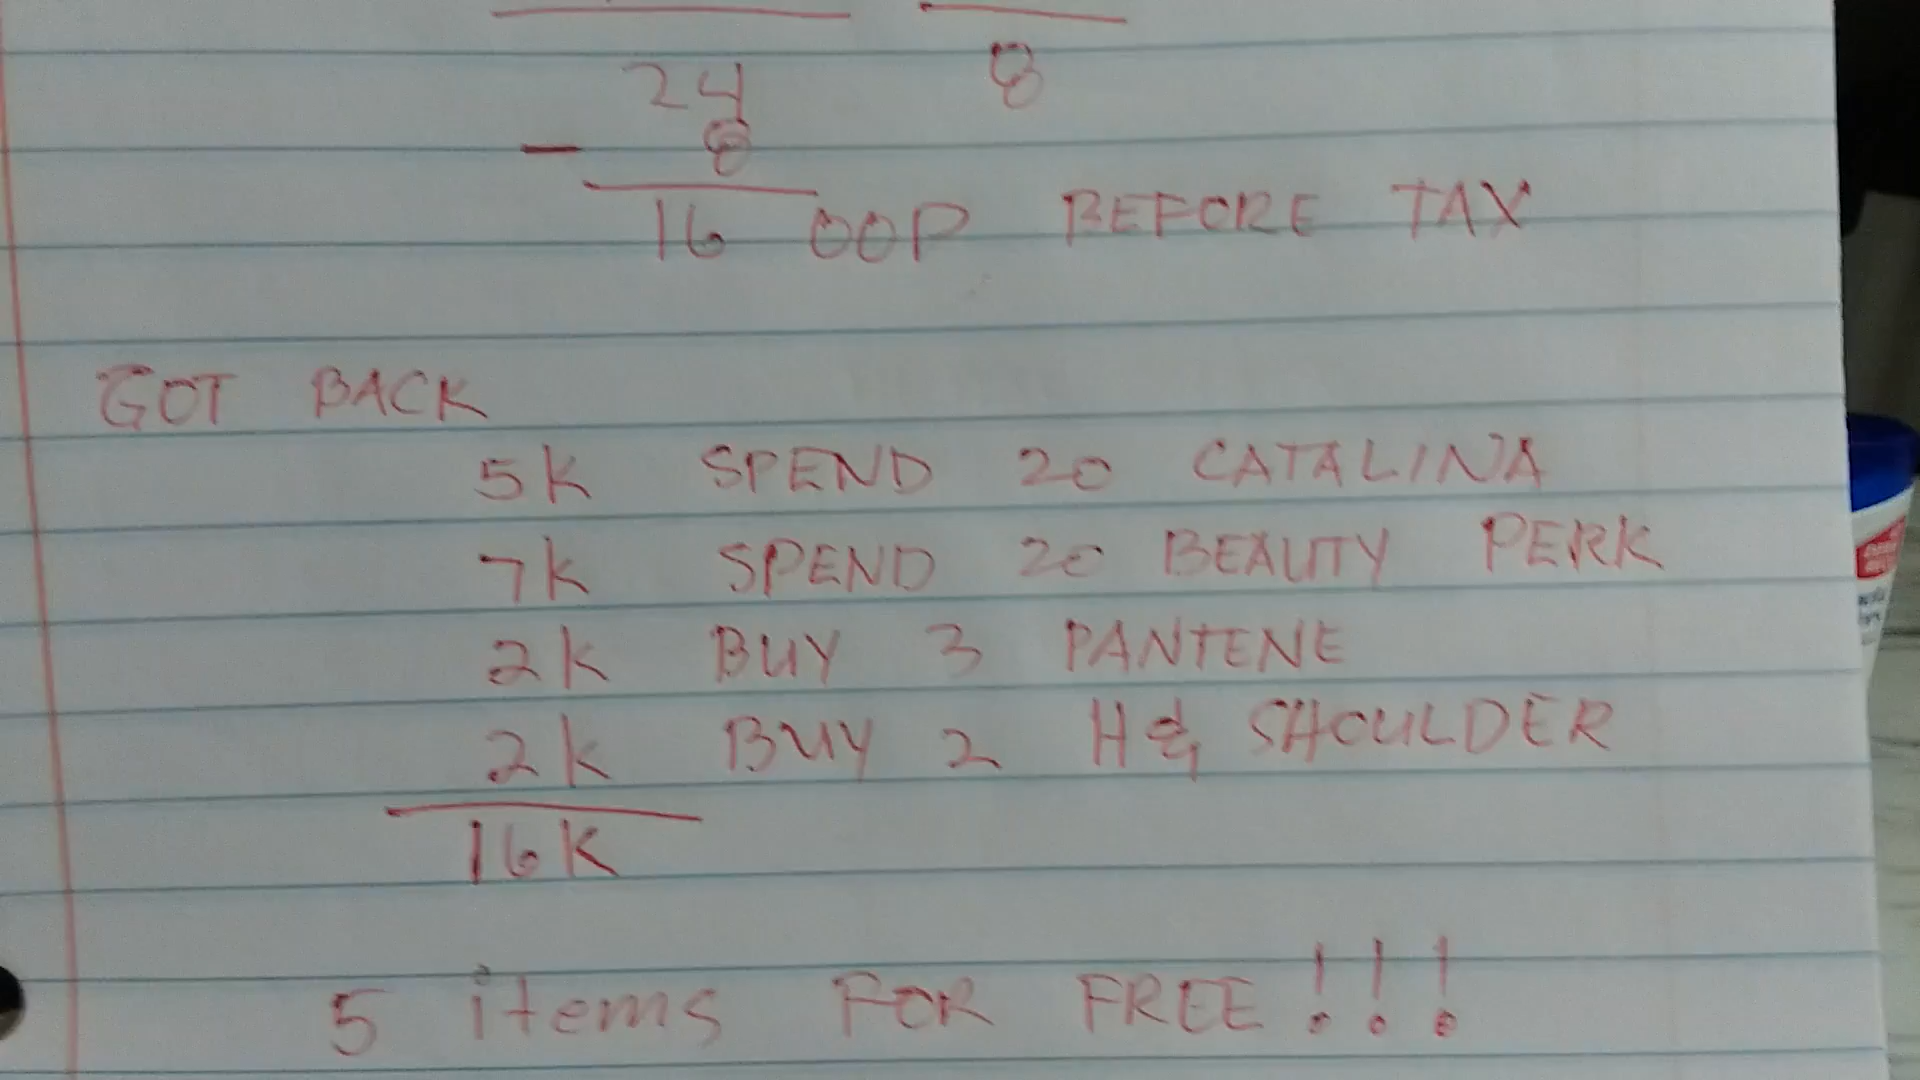 24 8
- 8
16 OOP BEFORE TAX
GOT BACK
5K SPEND 20 CATALINA
7K SPEND 20 BEAUTY PERK
2K BUY 3 PANTENE
2K BUY 2 H& SHOULDER
16K
5 items FOR FREE!!!